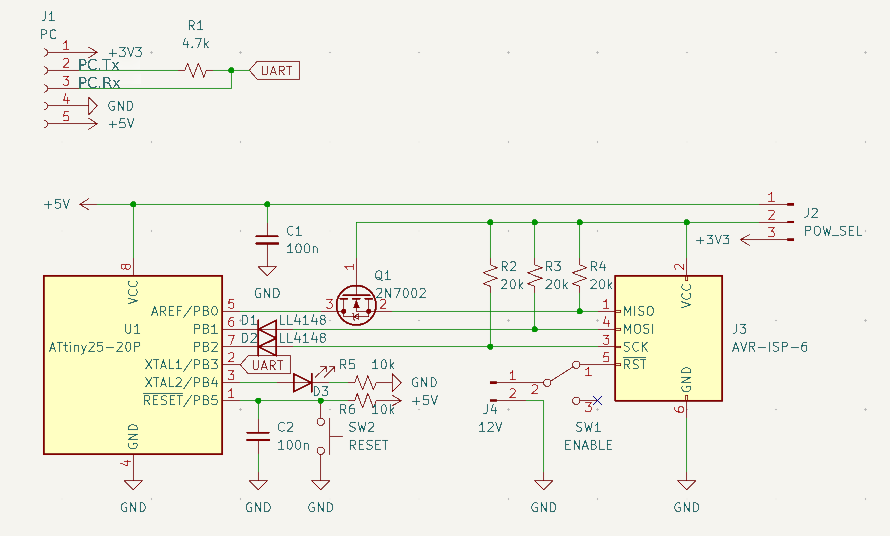 J1
PC
1 +3V3
2 PC.Tx
R1
4.7k
UART
3 PC.Rx
4 GND
5 +5V
+5V
1
2
3
+3V3
J2
POW_SEL
C1
100n
GND
8
VCC
U1
ATtiny25-20P
AREF/PB0 5
PB1 6
PB2 7
XTAL1/PB3 2
XTAL2/PB4 3
RESET/PB5 1
GND
4
GND
D1 LL4148
D2 LL4148
UART
1
Q1
2N7002
3 2
R2
20k
R3
20k
R4
20k
2
VCC
1 MISO
4 MOSI
3 SCK
5 RST
GND
6
GND
J3
AVR-ISP-6
D3
R5 10k
GND
+5V
R6 10k
C2
100n
GND
SW2
RESET
GND
1
2
J4
12V
GND
2
1
3
SW1
ENABLE